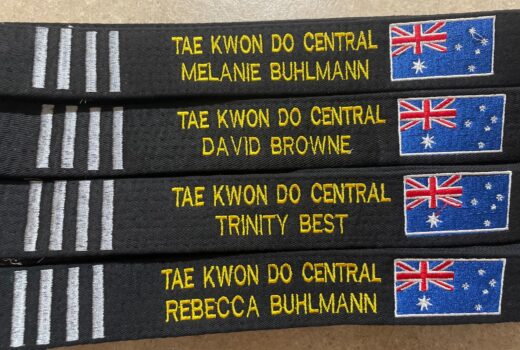 TAE KWON DO CENTRAL
MELANIE BUHLMANN
TAE KWON DO CENTRAL
DAVID BROWNE
TAE KWON DO CENTRAL
TRINITY BEST
TAE KWON DO CENTRAL
REBECCA BUHLMANN